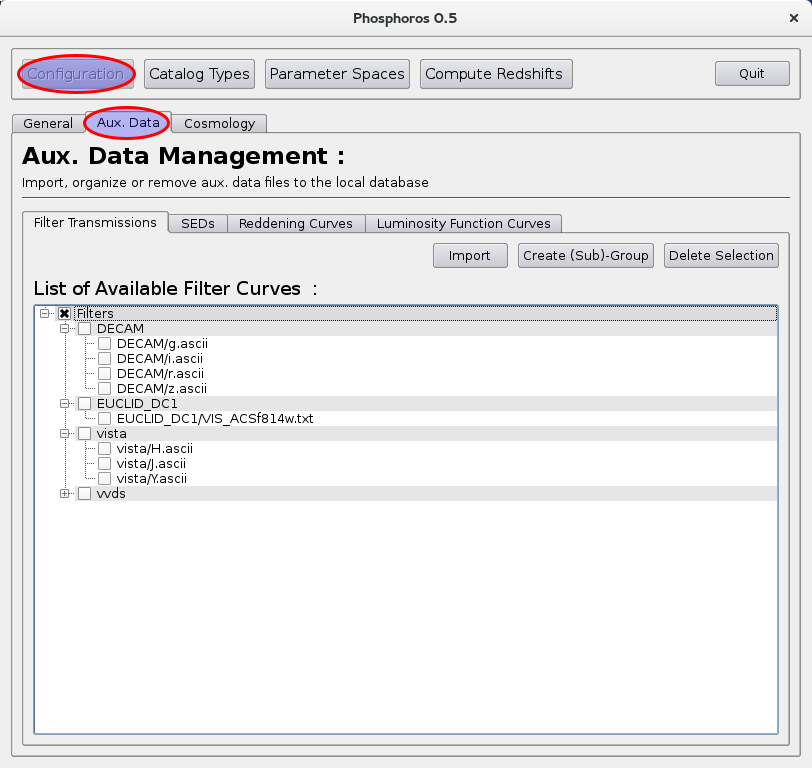 Phosphoros 0.5
Configuration Catalog Types Parameter Spaces Compute Redshifts Quit
General Aux. Data Cosmology
Aux. Data Management :
Import, organize or remove aux. data files to the local database
Filter Transmissions SEDs Reddening Curves Luminosity Function Curves
Import Create (Sub)-Group Delete Selection
List of Available Filter Curves :
Filters
DECAM
DECAM/g.ascii
DECAM/i.ascii
DECAM/r.ascii
DECAM/z.ascii
EUCLID_DC1
EUCLID_DC1/VIS_ACSf814w.txt
vista
vista/H.ascii
vista/J.ascii
vista/Y.ascii
vvds